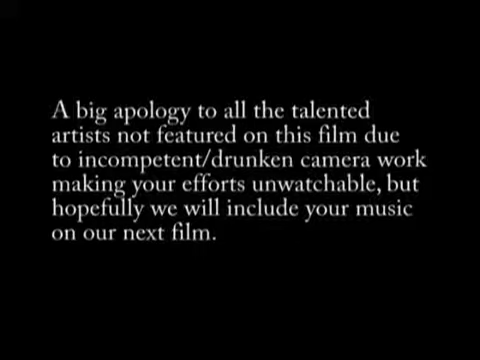 A big apology to all the talented
artists not featured on this film due
to incompetent/drunken camera work
making your efforts unwatchable, but
hopefully we will include your music
on our next film.